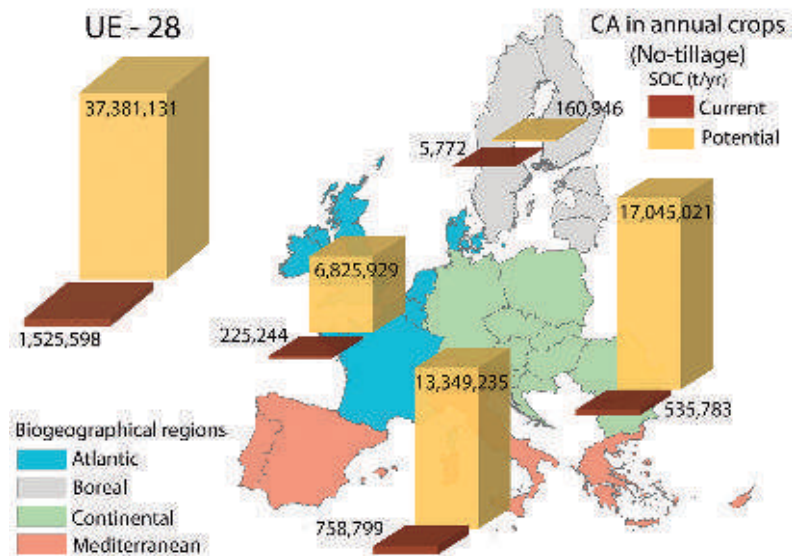 UE - 28
CA in annual crops
(No-tillage)
SOC (t/yr)
Current
Potential
37,381,131
1,525,598
160,946
5,772
17,045,021
535,783
6,825,929
225,244
13,349,235
758,799
Biogeographical regions
Atlantic
Boreal
Continental
Mediterranean